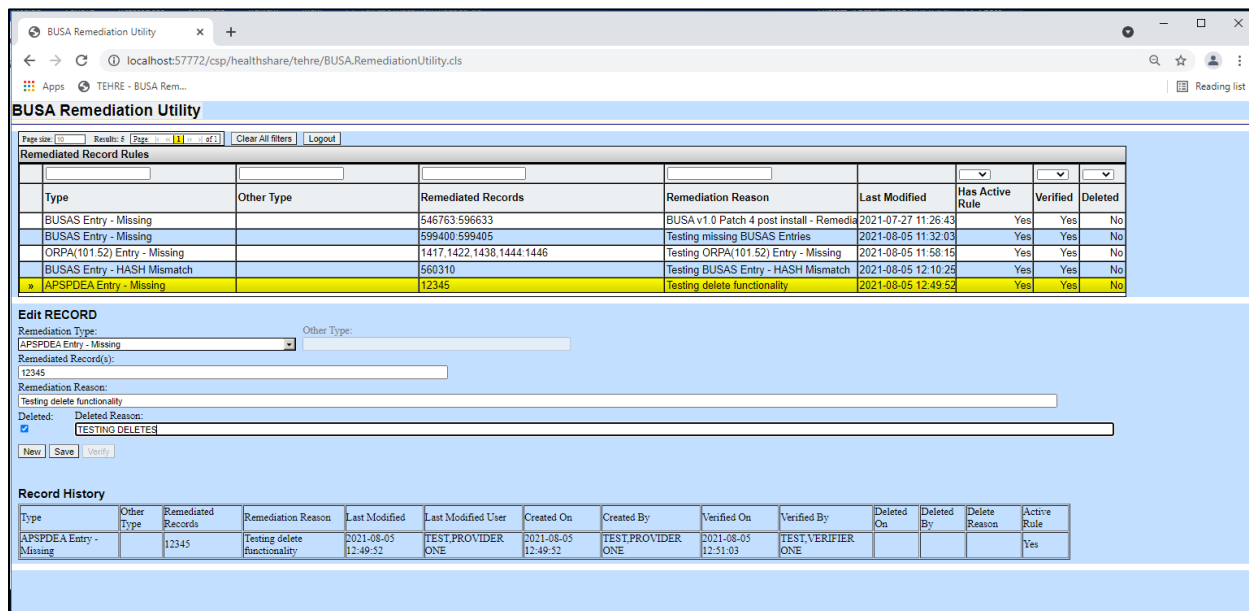 BUSA Remediation Utility
localhost:57772/csp/healthshare/tehre/BUSA.RemediationUtility.cls
Apps TEHRE - BUSA Rem... Reading list
BUSA Remediation Utility
Page size: 10 Results: 5 Page: |< << 1 >> >| of 1 Clear All filters Logout
Remediated Record Rules
Type Other Type Remediated Records Remediation Reason Last Modified Has Active Rule Verified Deleted
BUSAS Entry - Missing 546763:596633 BUSA v1.0 Patch 4 post install - Remedia 2021-07-27 11:26:43 Yes Yes No
BUSAS Entry - Missing 599400:599405 Testing missing BUSAS Entries 2021-08-05 11:32:03 Yes Yes No
ORPA(101.52) Entry - Missing 1417,1422,1438,1444:1446 Testing ORPA(101.52) Entry - Missing 2021-08-05 11:58:15 Yes Yes No
BUSAS Entry - HASH Mismatch 560310 Testing BUSAS Entry - HASH Mismatch 2021-08-05 12:10:25 Yes Yes No
» APSPDEA Entry - Missing 12345 Testing delete functionality 2021-08-05 12:49:52 Yes Yes No
Edit RECORD
Remediation Type: Other Type:
APSPDEA Entry - Missing
Remediated Record(s):
12345
Remediation Reason:
Testing delete functionality
Deleted: Deleted Reason:
TESTING DELETES
New Save Verify
Record History
Type Other Type Remediated Records Remediation Reason Last Modified Last Modified User Created On Created By Verified On Verified By Deleted On Deleted By Delete Reason Active Rule
APSPDEA Entry - Missing 12345 Testing delete functionality 2021-08-05 12:49:52 TEST,PROVIDER ONE 2021-08-05 12:49:52 TEST,PROVIDER ONE 2021-08-05 12:51:03 TEST,VERIFIER ONE Yes